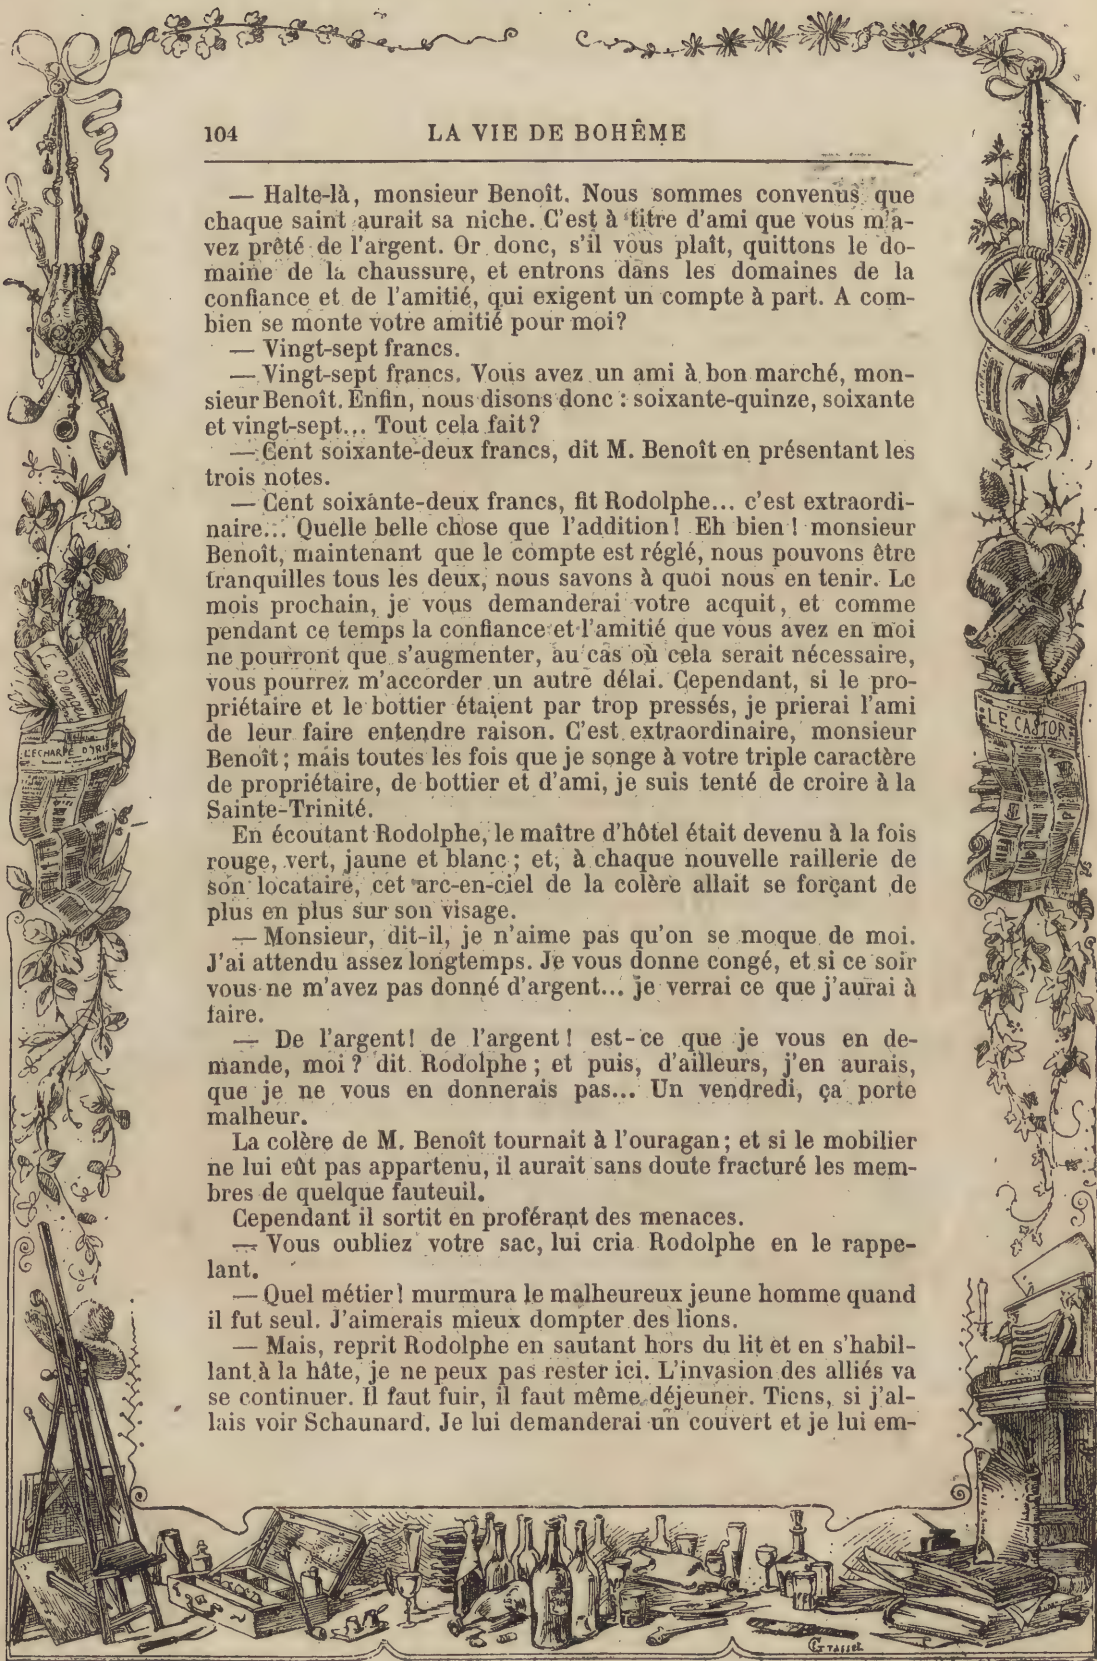 104 LA VIE DE BOHÊME
— Halte-là, monsieur Benoît. Nous sommes convenus que
chaque saint aurait sa niche. C'est à titre d'ami que vous m'a-
vez prêté de l'argent. Or donc, s'il vous plaît, quittons le do-
maine de la chaussure, et entrons dans les domaines de la
confiance et de l'amitié, qui exigent un compte à part. A com-
bien se monte votre amitié pour moi?
— Vingt-sept francs.
— Vingt-sept francs. Vous avez un ami à bon marché, mon-
sieur Benoît. Enfin, nous disons donc : soixante-quinze, soixante
et vingt-sept... Tout cela fait?
— Cent soixante-deux francs, dit M. Benoît en présentant les
trois notes.
— Cent soixante-deux francs, fit Rodolphe... c'est extraordi-
naire... Quelle belle chose que l'addition! Eh bien! monsieur
Benoît, maintenant que le compte est réglé, nous pouvons être
tranquilles tous les deux, nous savons à quoi nous en tenir. Le
mois prochain, je vous demanderai votre acquit, et comme
pendant ce temps la confiance et l'amitié que vous avez en moi
ne pourront que s'augmenter, au cas où cela serait nécessaire,
vous pourrez m'accorder un autre délai. Cependant, si le pro-
priétaire et le bottier étaient par trop pressés, je prierai l'ami
de leur faire entendre raison. C'est extraordinaire, monsieur
Benoît ; mais toutes les fois que je songe à votre triple caractère
de propriétaire, de bottier et d'ami, je suis tenté de croire à la
Sainte-Trinité.
En écoutant Rodolphe, le maître d'hôtel était devenu à la fois
rouge, vert, jaune et blanc ; et, à chaque nouvelle raillerie de
son locataire, cet arc-en-ciel de la colère allait se forçant de
plus en plus sur son visage.
— Monsieur, dit-il, je n'aime pas qu'on se moque de moi.
J'ai attendu assez longtemps. Je vous donne congé, et si ce soir
vous ne m'avez pas donné d'argent... je verrai ce que j'aurai à
faire.
— De l'argent! de l'argent! est-ce que je vous en de-
mande, moi? dit Rodolphe ; et puis, d'ailleurs, j'en aurais,
que je ne vous en donnerais pas... Un vendredi, ça porte
malheur.
La colère de M. Benoît tournait à l'ouragan ; et si le mobilier
ne lui eût pas appartenu, il aurait sans doute fracturé les mem-
bres de quelque fauteuil.
Cependant il sortit en proférant des menaces.
— Vous oubliez votre sac, lui cria Rodolphe en le rappe-
lant.
— Quel métier! murmura le malheureux jeune homme quand
il fut seul. J'aimerais mieux dompter des lions.
— Mais, reprit Rodolphe en sautant hors du lit et en s'habil-
lant à la hâte, je ne peux pas rester ici. L'invasion des alliés va
se continuer. Il faut fuir, il faut même déjeuner. Tiens, si j'al-
lais voir Schaunard. Je lui demanderai un couvert et je lui em-
L'ÉCHARPE D'IRIS
LE CASTOR
Grasset